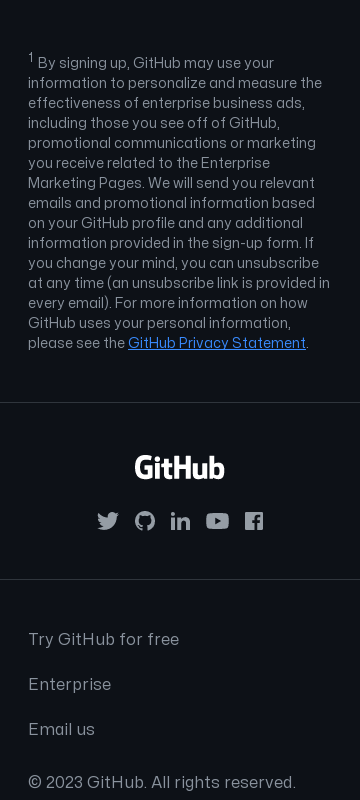 1 By signing up, GitHub may use your
information to personalize and measure the
effectiveness of enterprise business ads,
including those you see off of GitHub,
promotional communications or marketing
you receive related to the Enterprise
Marketing Pages. We will send you relevant
emails and promotional information based
on your GitHub profile and any additional
information provided in the sign-up form. If
you change your mind, you can unsubscribe
at any time (an unsubscribe link is provided in
every email). For more information on how
GitHub uses your personal information,
please see the GitHub Privacy Statement.
GitHub
Try GitHub for free
Enterprise
Email us
© 2023 GitHub. All rights reserved.